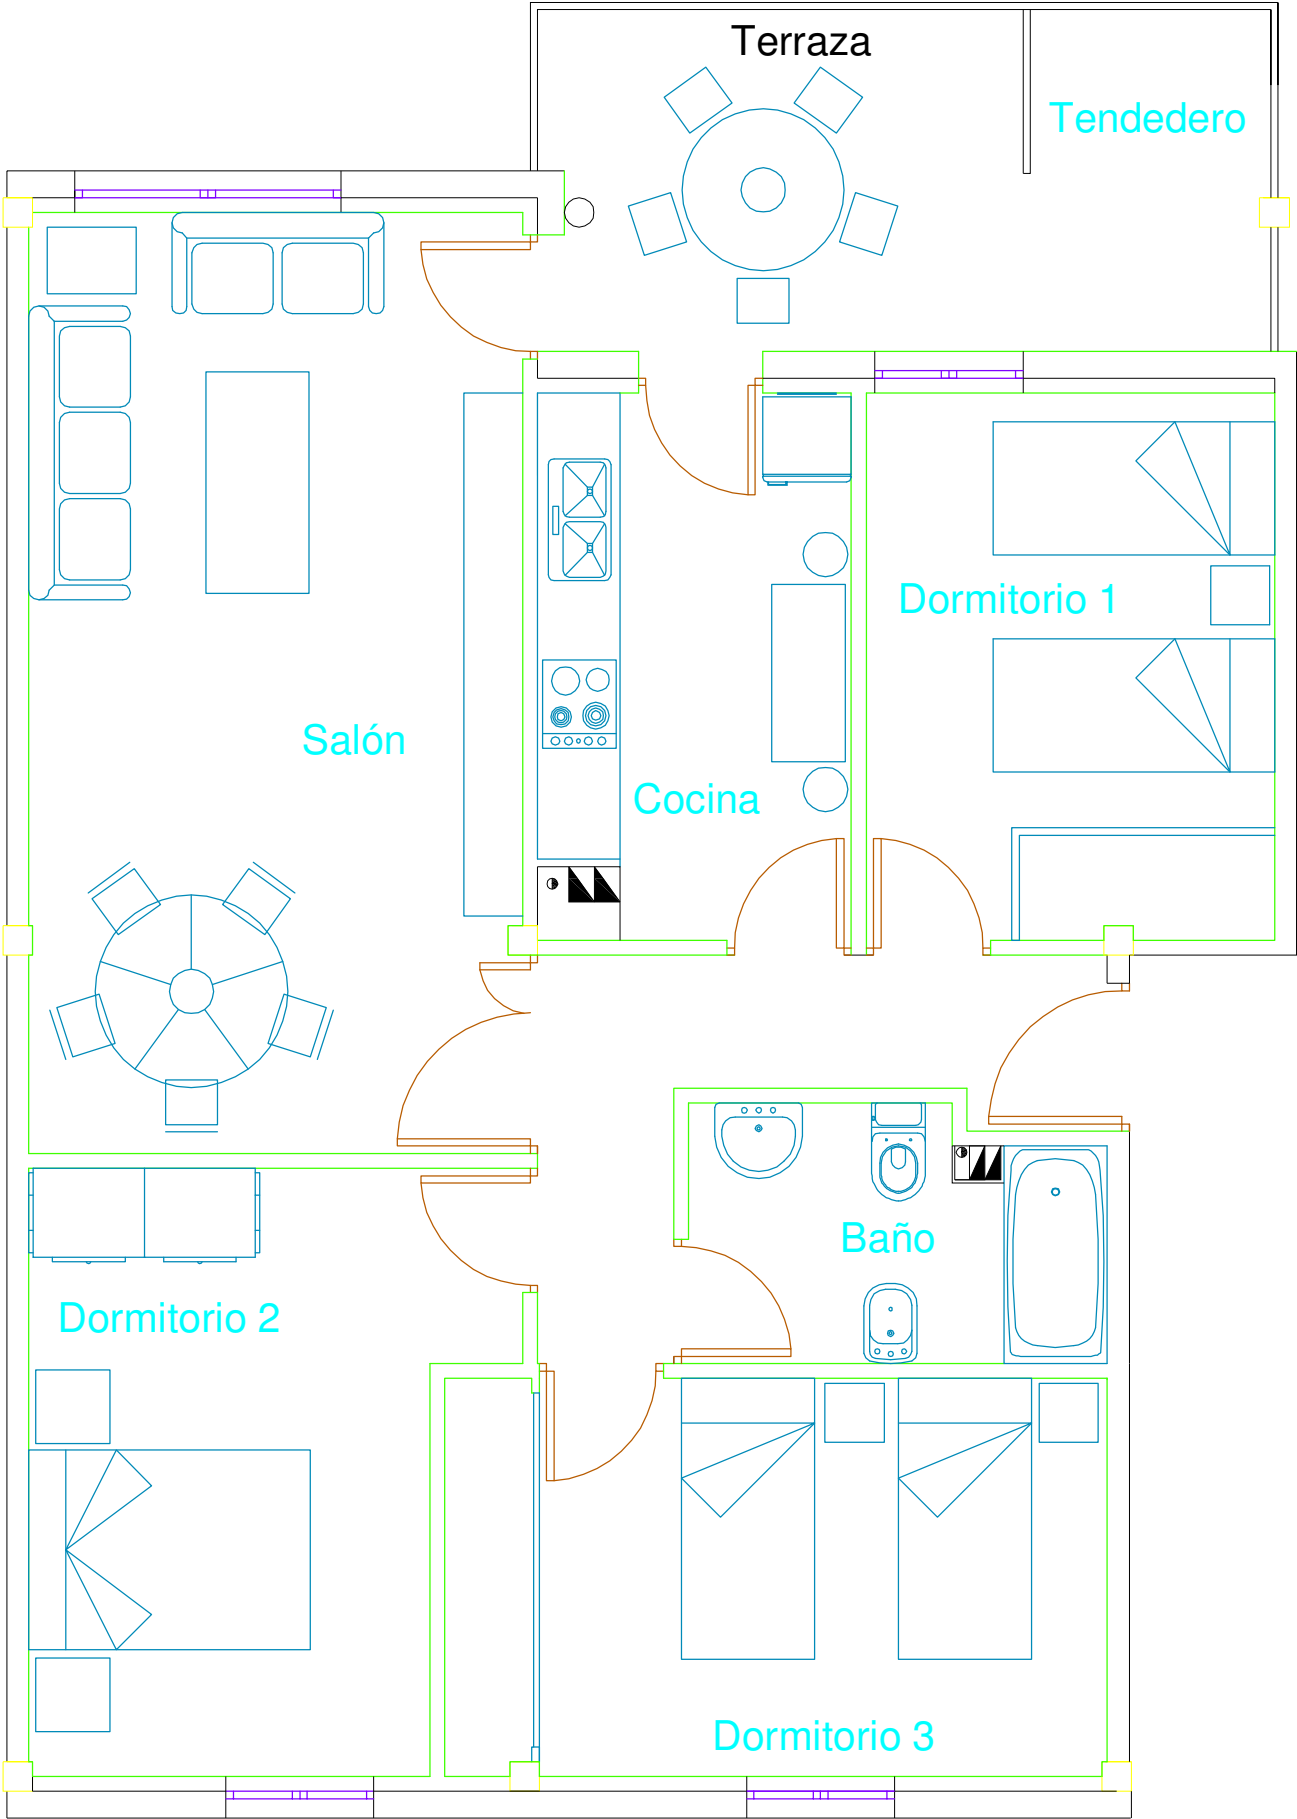 Terraza
Tendedero
Dormitorio 1
Salón
Cocina
Baño
Dormitorio 2
Dormitorio 3